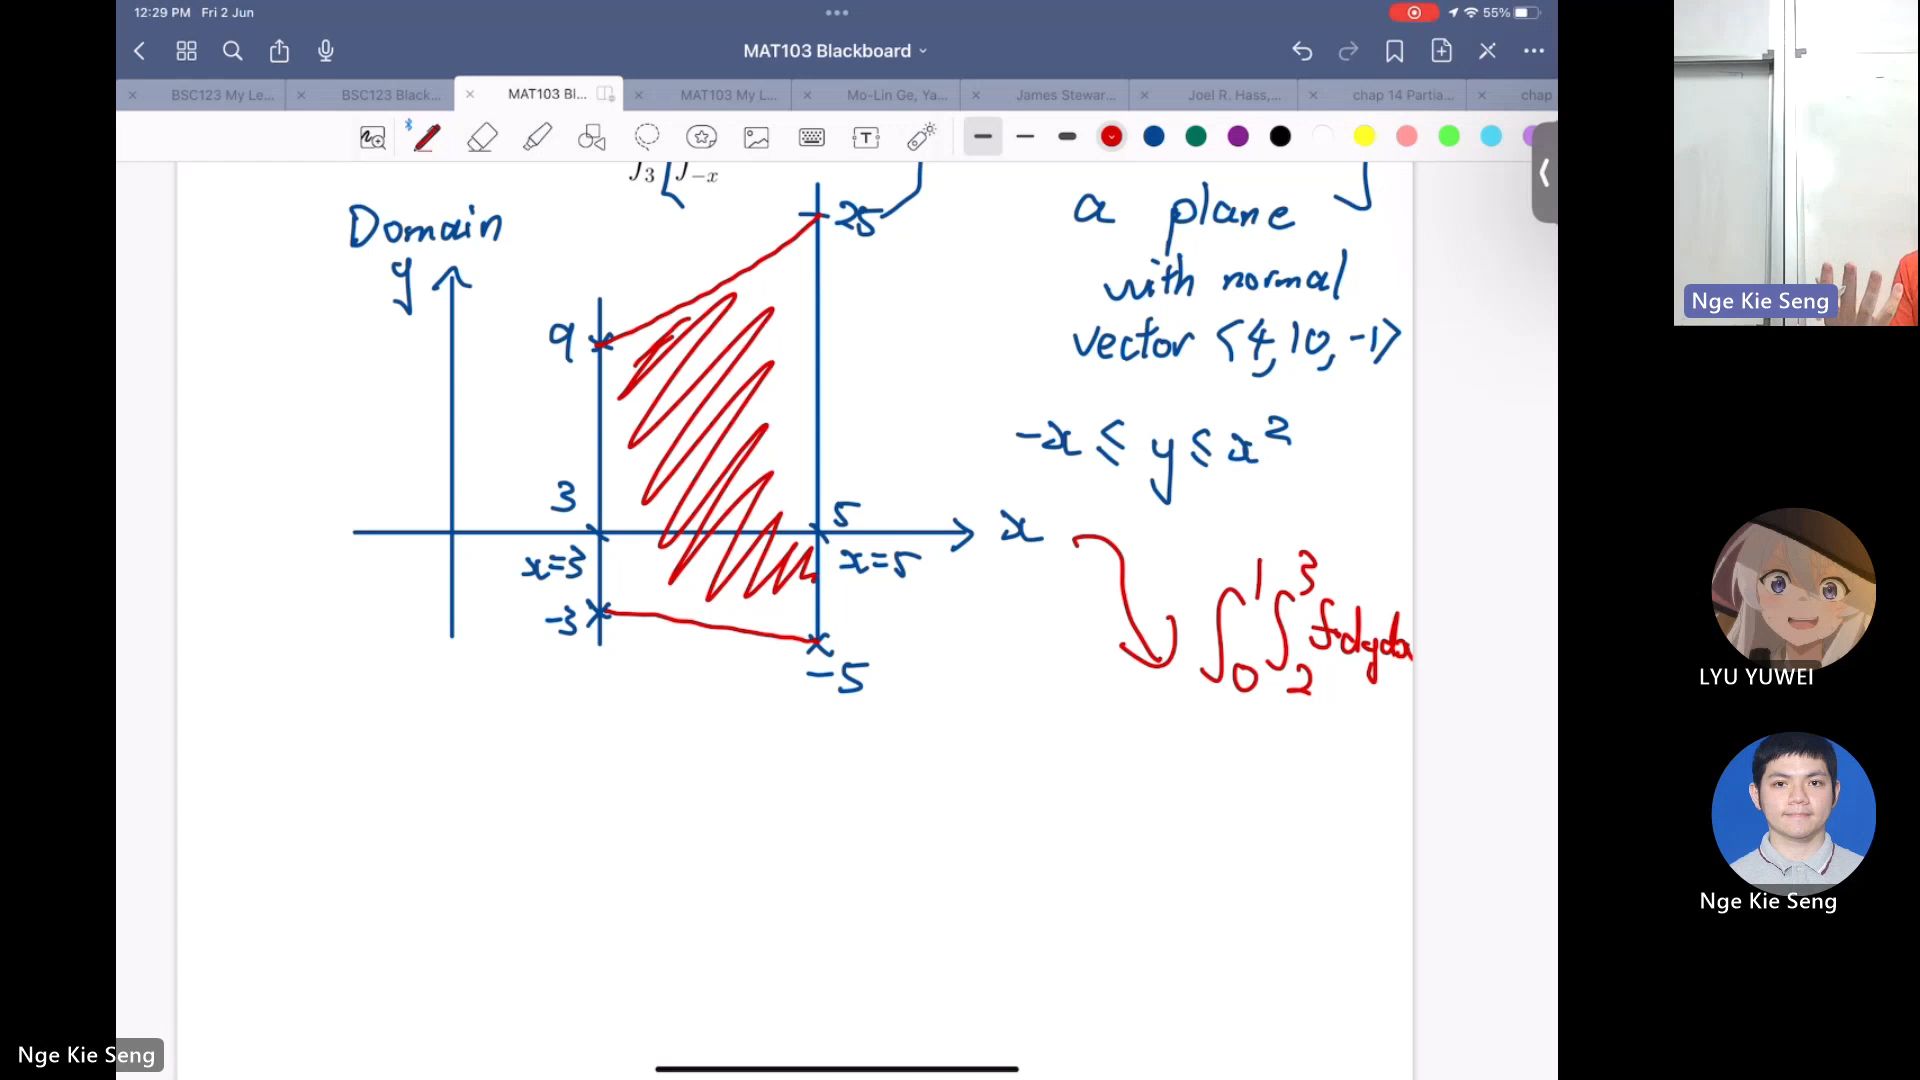 12:29 PM Fri 2 Jun
55%
MAT103 Blackboard
BSC123 My Le...
BSC123 Black...
MAT103 Bl...
MAT103 My L...
Mo-Lin Ge, Ya...
James Stewar...
Joel R. Hass,...
chap 14 Partia...
chap
∫3 [∫−x
Domain
y
25
9
3
5
x
x=3
x=5
-3
-5
a plane
with normal
vector ⟨4,10,-1⟩
-x ≤ y ≤ x²
∫₀¹ ∫₂³ f dydx
Nge Kie Seng
LYU YUWEI
Nge Kie Seng
Nge Kie Seng